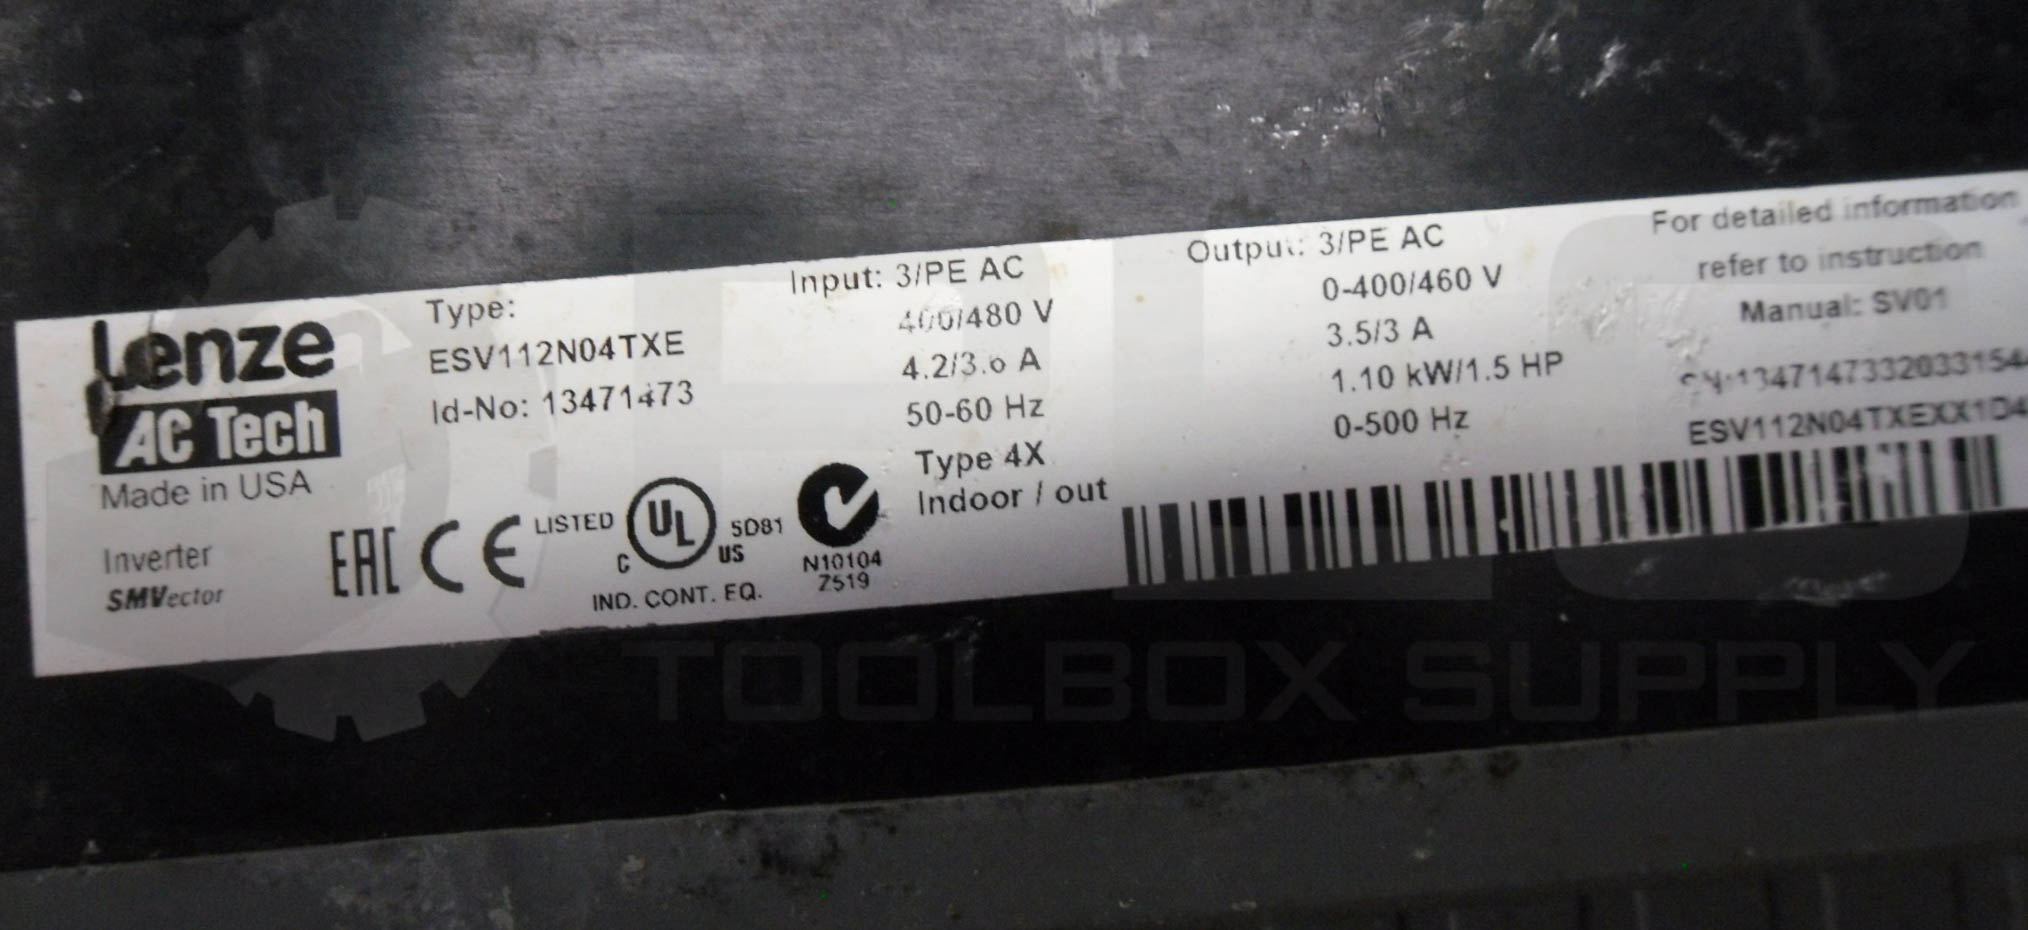 Lenze
AC Tech
Made in USA
Inverter
SMVector
Type:
ESV112N04TXE
Id-No: 13471473
EAC CE
LISTED
C UL US
5D81
IND. CONT. EQ.
N10104
Z519
Input: 3/PE AC
400/480 V
4.2/3.6 A
50-60 Hz
Type 4X
Indoor / out
Output: 3/PE AC
0-400/460 V
3.5/3 A
1.10 kW/1.5 HP
0-500 Hz
For detailed information
refer to instruction
Manual: SV01
ESV112N04TXEXX1D4
TOOLBOX SUPPLY